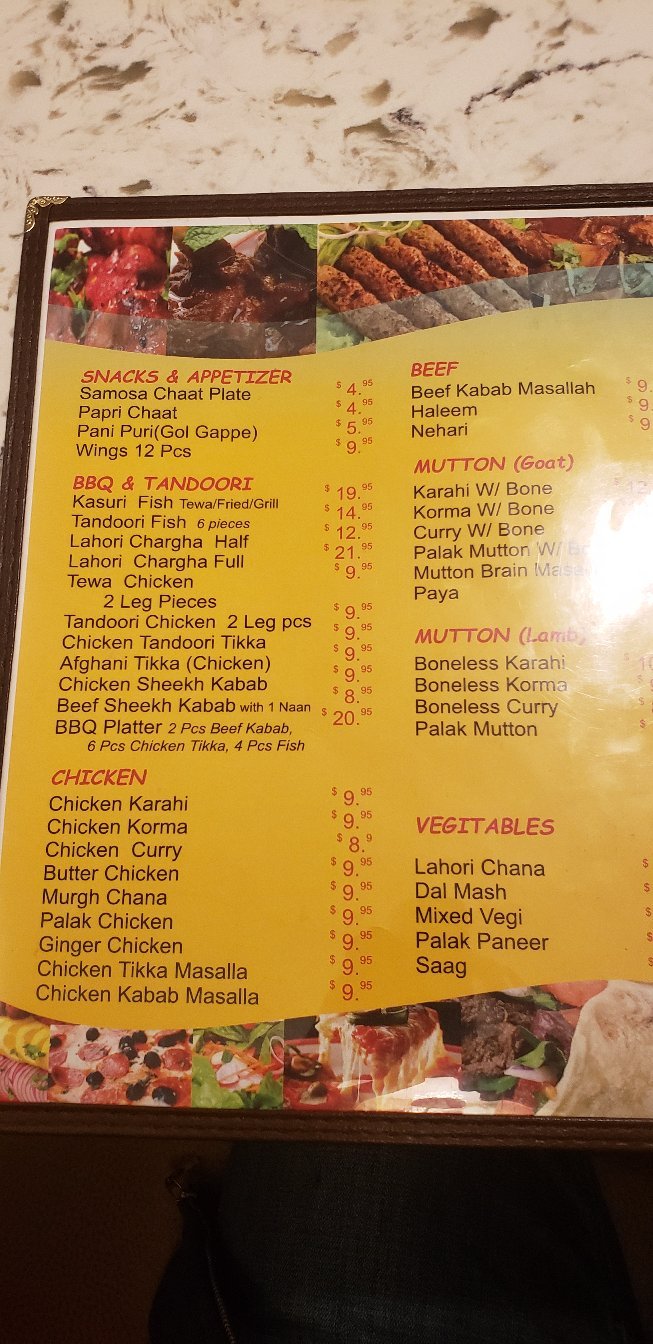 SNACKS & APPETIZER
Samosa Chaat Plate $4.95
Papri Chaat $4.95
Pani Puri(Gol Gappe) $5.95
Wings 12 Pcs $9.95
BBQ & TANDOORI
Kasuri Fish Tewa/Fried/Grill $19.95
Tandoori Fish 6 pieces $14.95
Lahori Chargha Half $12.95
Lahori Chargha Full $21.95
Tewa Chicken $9.95
2 Leg Pieces
Tandoori Chicken 2 Leg pcs $9.95
Chicken Tandoori Tikka $9.95
Afghani Tikka (Chicken) $9.95
Chicken Sheekh Kabab $9.95
Beef Sheekh Kabab with 1 Naan $8.95
BBQ Platter 2 Pcs Beef Kabab, $20.95
6 Pcs Chicken Tikka, 4 Pcs Fish
CHICKEN
Chicken Karahi $9.95
Chicken Korma $9.95
Chicken Curry $8.9
Butter Chicken $9.95
Murgh Chana $9.95
Palak Chicken $9.95
Ginger Chicken $9.95
Chicken Tikka Masalla $9.95
Chicken Kabab Masalla $9.95
BEEF
Beef Kabab Masallah $9.
Haleem $9.
Nehari $9
MUTTON (Goat)
Karahi W/ Bone
Korma W/ Bone
Curry W/ Bone
Palak Mutton W/
Mutton Brain
Paya
MUTTON (Lamb)
Boneless Karahi $
Boneless Korma $
Boneless Curry $
Palak Mutton $
VEGITABLES
Lahori Chana $
Dal Mash $
Mixed Vegi $
Palak Paneer $
Saag $